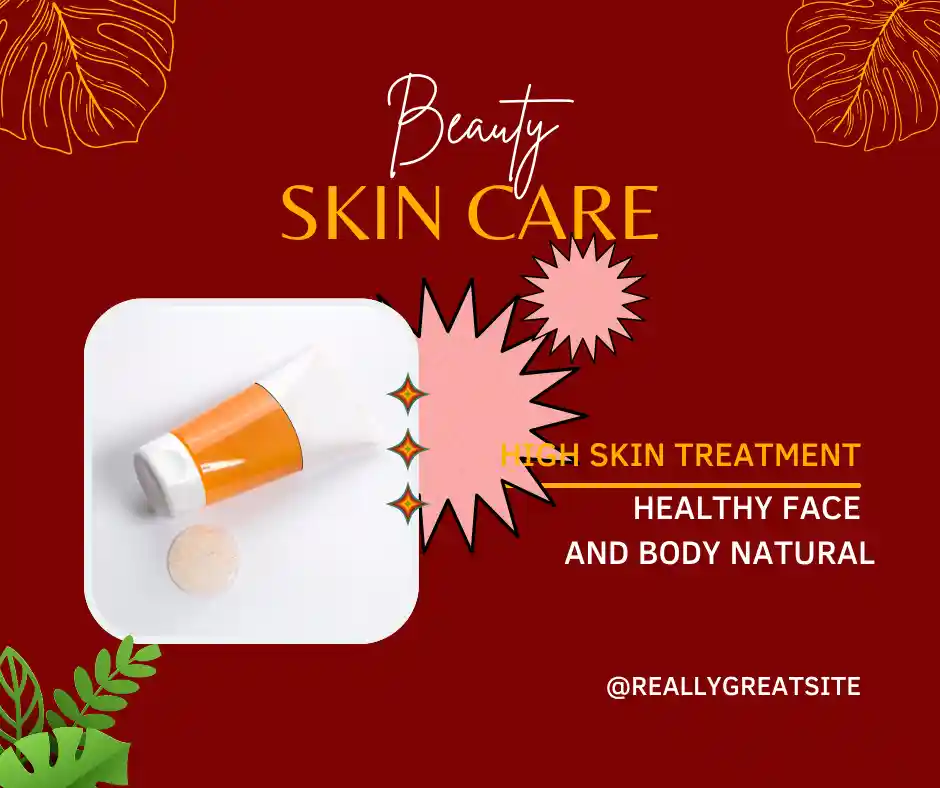 Beauty
SKIN CARE
HIGH SKIN TREATMENT
HEALTHY FACE
AND BODY NATURAL
@REALLYGREATSITE